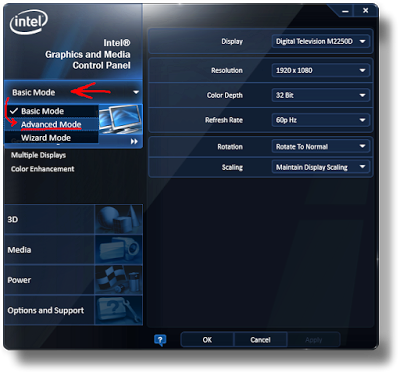 intel
Intel®
Graphics and Media
Control Panel
Basic Mode
✓ Basic Mode
Advanced Mode
Wizard Mode
Multiple Displays
Color Enhancement
3D
Media
Power
Options and Support
Display Digital Television M2250D
Resolution 1920 x 1080
Color Depth 32 Bit
Refresh Rate 60p Hz
Rotation Rotate To Normal
Scaling Maintain Display Scaling
? OK Cancel Apply